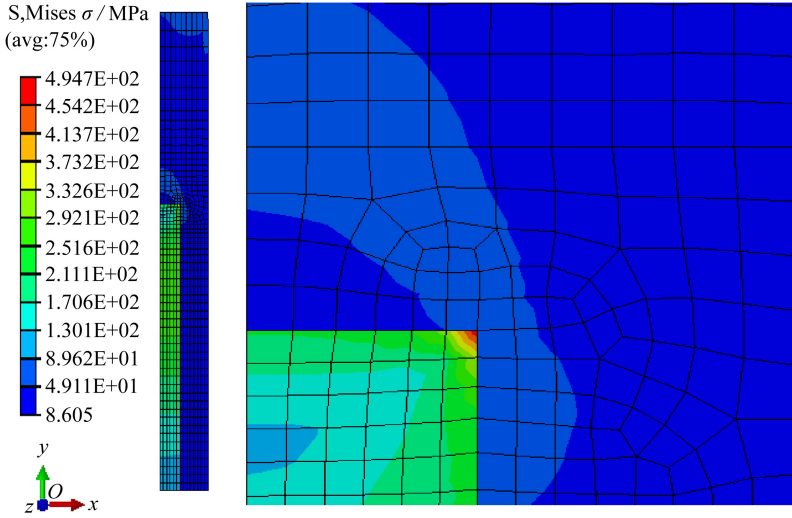 S,Mises σ / MPa
(avg:75%)
4.947E+02
4.542E+02
4.137E+02
3.732E+02
3.326E+02
2.921E+02
2.516E+02
2.111E+02
1.706E+02
1.301E+02
8.962E+01
4.911E+01
8.605
y
O
z
x